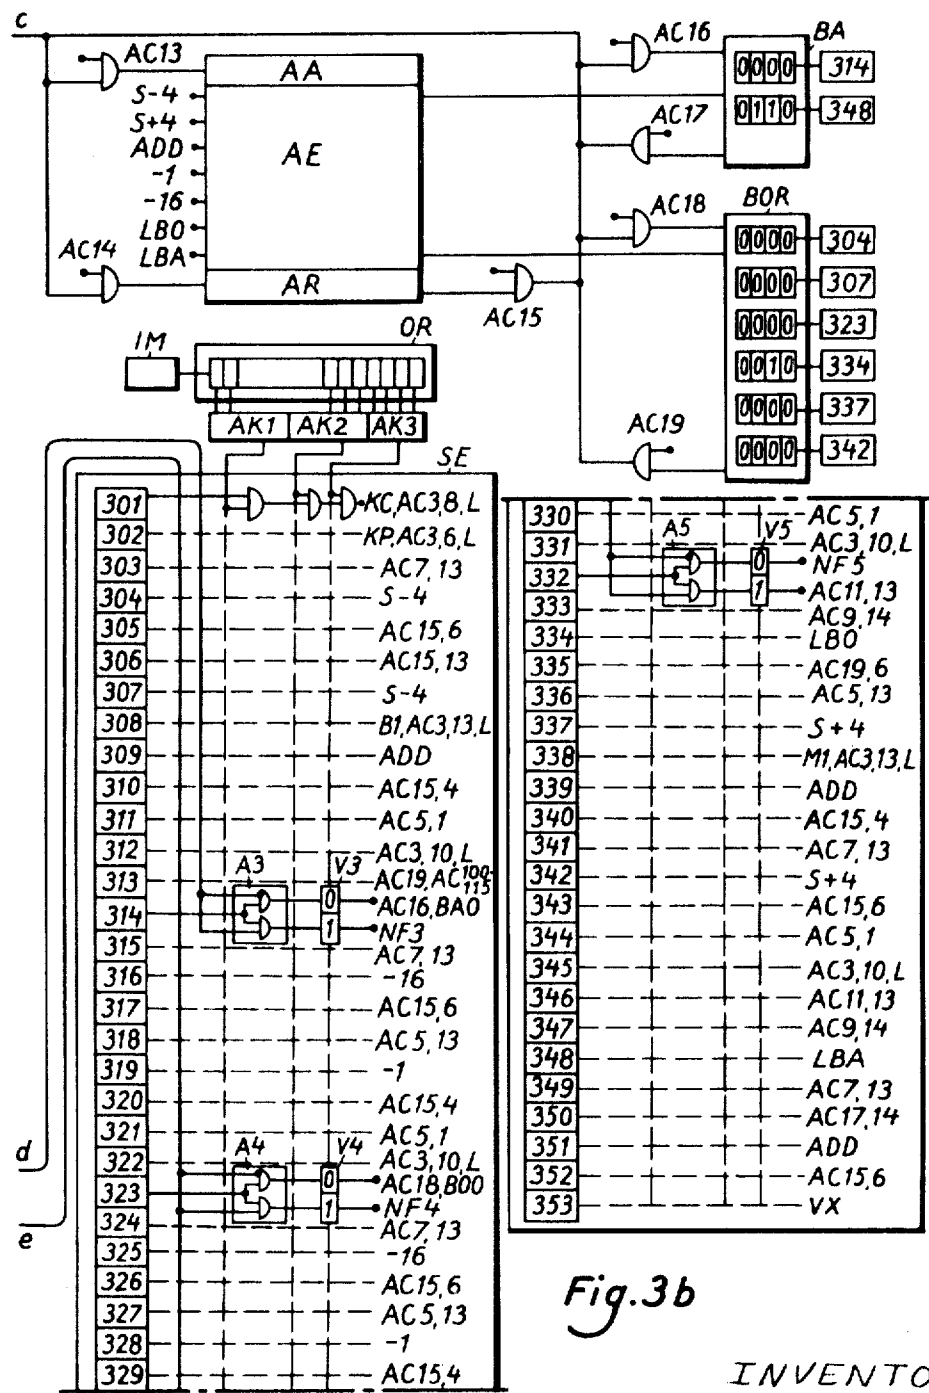 c
AC13
AC16
BA
AA
0000
314
S-4
0110
348
S+4
AC17
ADD
AE
-1
-16
AC18
BOR
LBO
AC14
LBA
0000
304
AR
AC15
0000
307
IM
OR
0000
323
0010
334
AK1
AK2
AK3
AC19
0000
337
SE
0000
342
301
KC,AC3,8,L
302
KP,AC3,6,L
303
AC7,13
304
S-4
305
AC15,6
306
AC15,13
307
S-4
308
B1,AC3,13,L
309
ADD
310
AC15,4
311
AC5,1
312
AC3,10,L
313
A3
V3
AC19,AC100-115
314
0
AC16,BA0
1
NF3
315
AC7,13
316
-16
317
AC15,6
318
AC5,13
319
-1
320
AC15,4
321
AC5,1
d
322
A4
V4
AC3,10,L
323
0
AC18,B00
1
NF4
324
AC7,13
e
325
-16
326
AC15,6
327
AC5,13
328
-1
329
AC15,4
330
AC5,1
331
A5
V5
AC3,10,L
0
NF5
332
1
AC11,13
333
AC9,14
334
LBO
335
AC19,6
336
AC5,13
337
S+4
338
M1,AC3,13,L
339
ADD
340
AC15,4
341
AC7,13
342
S+4
343
AC15,6
344
AC5,1
345
AC3,10,L
346
AC11,13
347
AC9,14
348
LBA
349
AC7,13
350
AC17,14
351
ADD
352
AC15,6
353
VX
Fig.3b
INVENTO